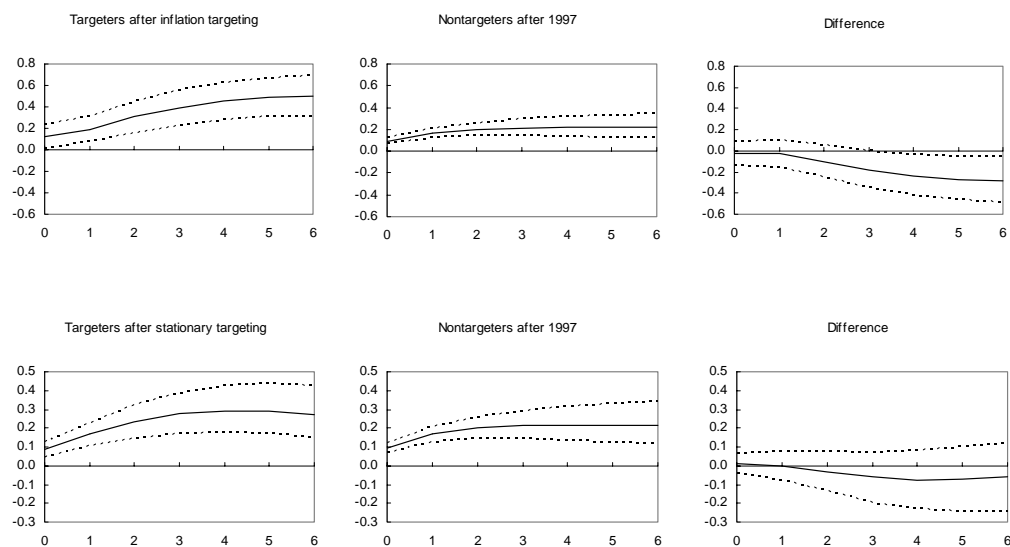 Targeters after inflation targeting
Nontargeters after 1997
Difference
0.8 0.8 0.8
0.6 0.6 0.6
0.4 0.4 0.4
0.2 0.2 0.2
0.0 0.0 0.0
-0.2 -0.2 -0.2
-0.4 -0.4 -0.4
-0.6 -0.6 -0.6
0 1 2 3 4 5 6 0 1 2 3 4 5 6 0 1 2 3 4 5 6
Targeters after stationary targeting
Nontargeters after 1997
Difference
0.5 0.5 0.5
0.4 0.4 0.4
0.3 0.3 0.3
0.2 0.2 0.2
0.1 0.1 0.1
0.0 0.0 0.0
-0.1 -0.1 -0.1
-0.2 -0.2 -0.2
-0.3 -0.3 -0.3
0 1 2 3 4 5 6 0 1 2 3 4 5 6 0 1 2 3 4 5 6